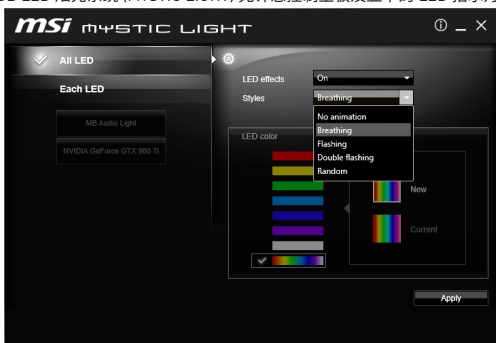 msi MYSTIC LIGHT
All LED
Each LED
MB Audio Light
NVIDIA GeForce GTX 980 Ti
LED effects
On
Styles
Breathing
No animation
Breathing
Flashing
Double flashing
Random
LED color
New
Current
Apply